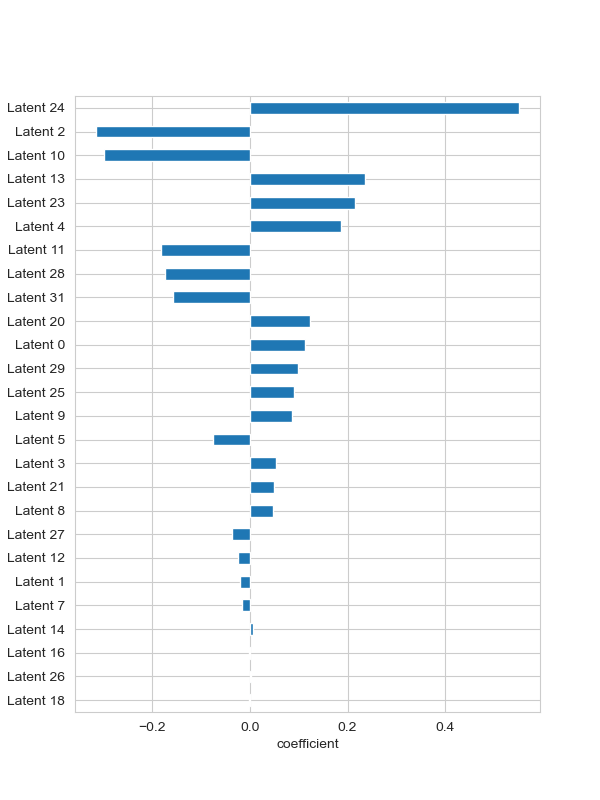 Latent 24
Latent 2
Latent 10
Latent 13
Latent 23
Latent 4
Latent 11
Latent 28
Latent 31
Latent 20
Latent 0
Latent 29
Latent 25
Latent 9
Latent 5
Latent 3
Latent 21
Latent 8
Latent 27
Latent 12
Latent 1
Latent 7
Latent 14
Latent 16
Latent 26
Latent 18
−0.2 0.0 0.2 0.4
coefficient